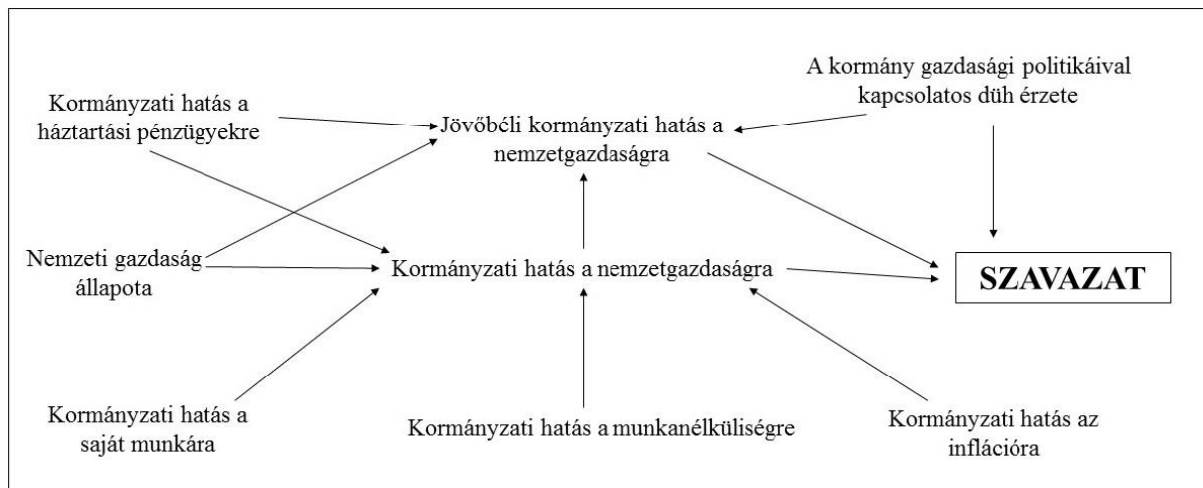 A kormány gazdasági politikáival
kapcsolatos düh érzete
Kormányzati hatás a
háztartási pénzügyekre
Jövőbéli kormányzati hatás a
nemzetgazdaságra
Nemzeti gazdaság
állapota
Kormányzati hatás a nemzetgazdaságra
SZAVAZAT
Kormányzati hatás a
saját munkára
Kormányzati hatás a munkanélküliségre
Kormányzati hatás az
inflációra